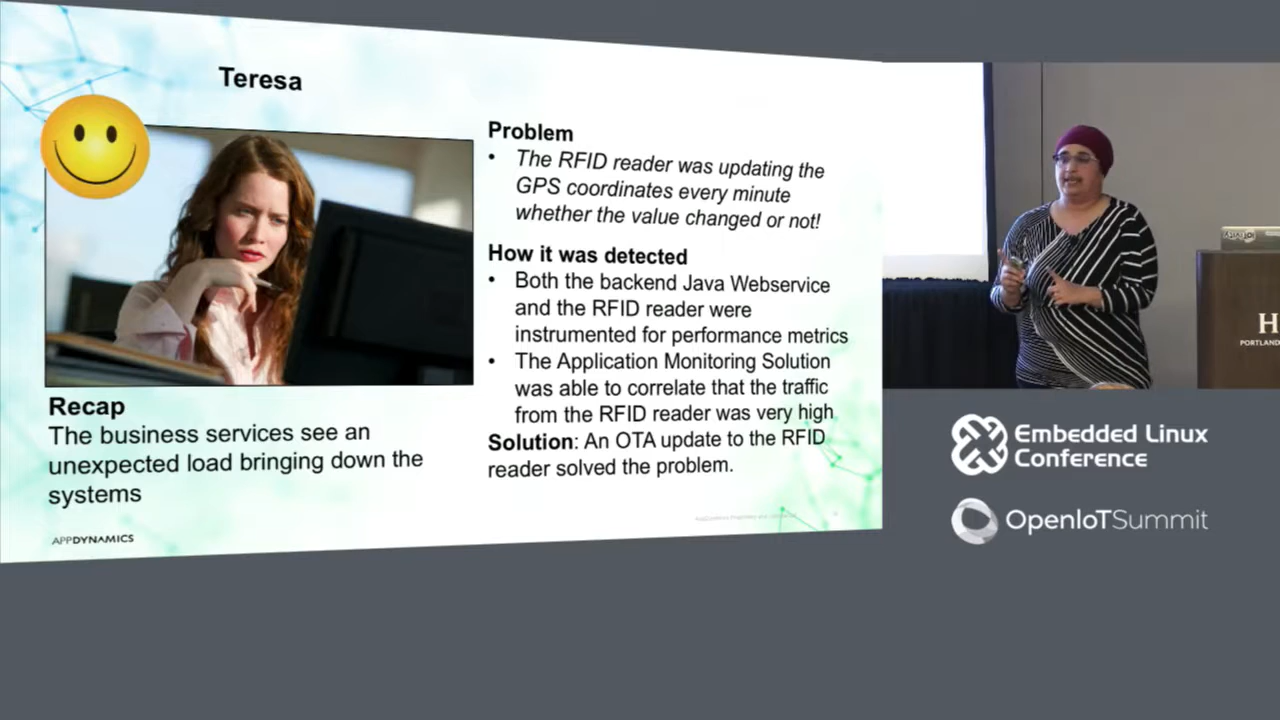 Teresa
Problem
• The RFID reader was updating the
GPS coordinates every minute
whether the value changed or not!
How it was detected
• Both the backend Java Webservice
and the RFID reader were
instrumented for performance metrics
• The Application Monitoring Solution
was able to correlate that the traffic
from the RFID reader was very high
Solution: An OTA update to the RFID
reader solved the problem.
Recap
The business services see an
unexpected load bringing down the
systems
APPDYNAMICS
H
PORTLAND
Embedded Linux
Conference
OpenIoTSummit